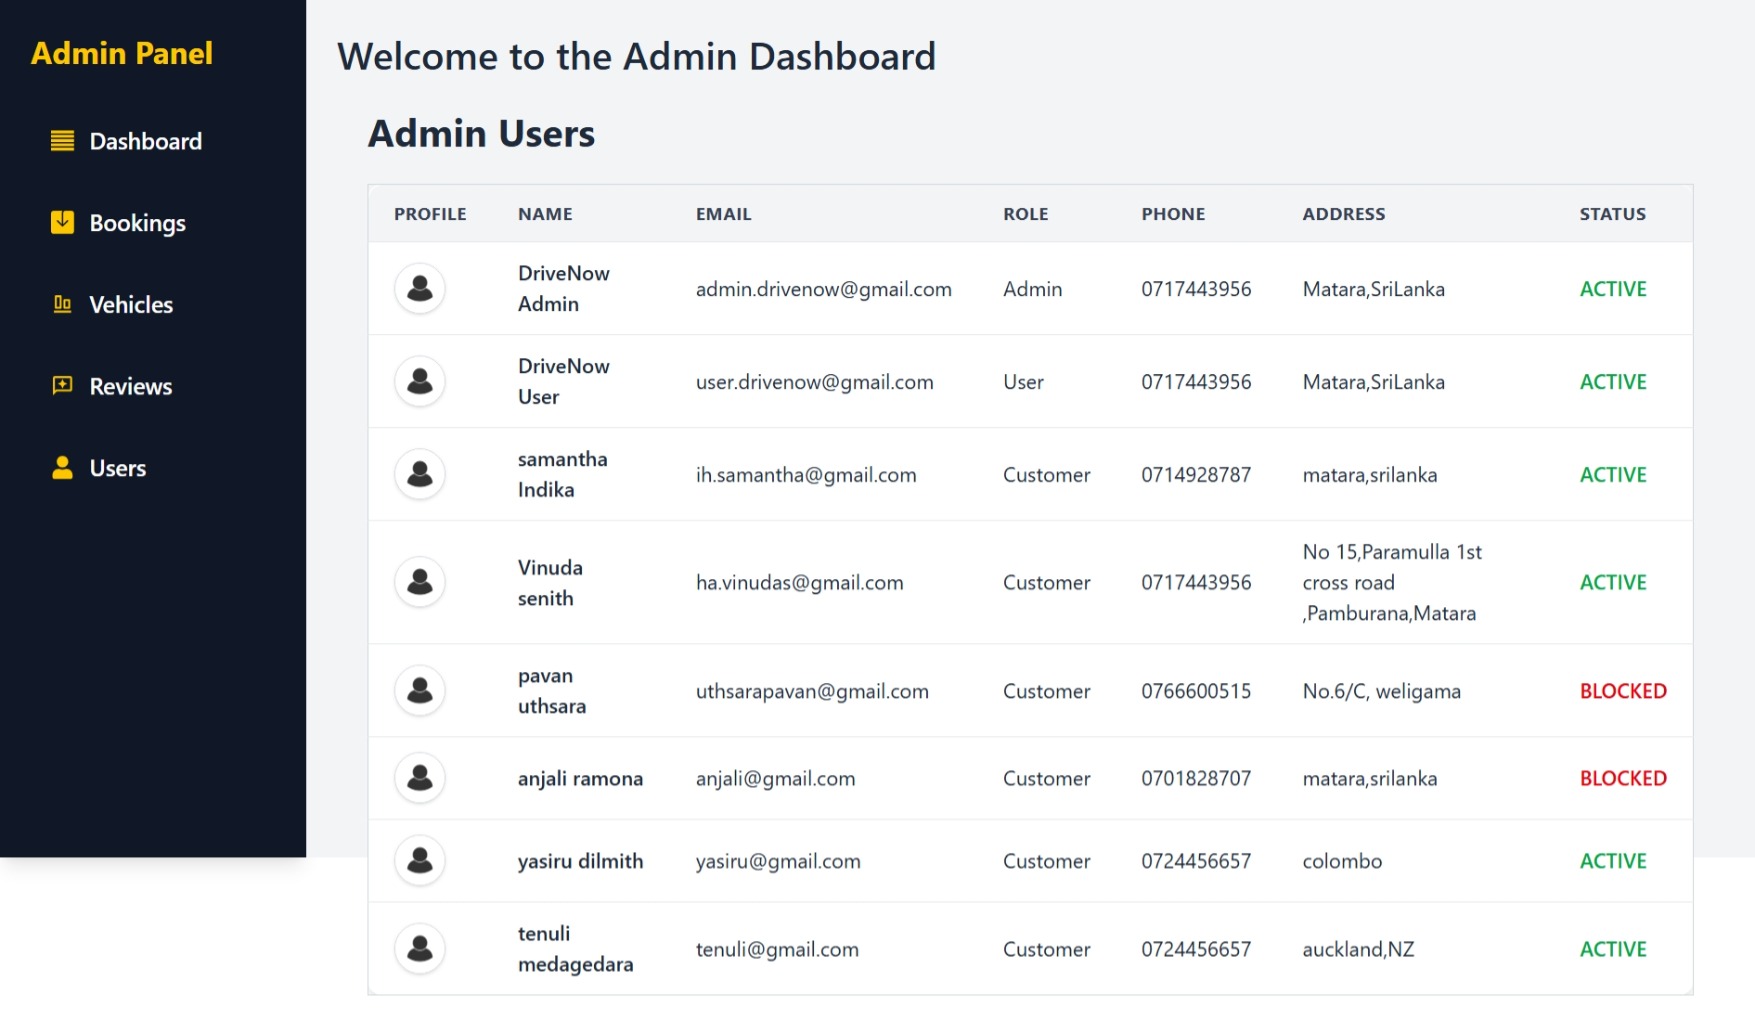 Admin Panel
Dashboard
Bookings
Vehicles
Reviews
Users
Welcome to the Admin Dashboard
Admin Users
PROFILE NAME EMAIL ROLE PHONE ADDRESS STATUS
DriveNow
Admin
admin.drivenow@gmail.com Admin 0717443956 Matara,SriLanka ACTIVE
DriveNow
User
user.drivenow@gmail.com User 0717443956 Matara,SriLanka ACTIVE
samantha
Indika
ih.samantha@gmail.com Customer 0714928787 matara,srilanka ACTIVE
Vinuda
senith
ha.vinudas@gmail.com Customer 0717443956
No 15,Paramulla 1st
cross road
,Pamburana,Matara
ACTIVE
pavan
uthsara
uthsarapavan@gmail.com Customer 0766600515 No.6/C, weligama BLOCKED
anjali ramona anjali@gmail.com Customer 0701828707 matara,srilanka BLOCKED
yasiru dilmith yasiru@gmail.com Customer 0724456657 colombo ACTIVE
tenuli
medagedara
tenuli@gmail.com Customer 0724456657 auckland,NZ ACTIVE